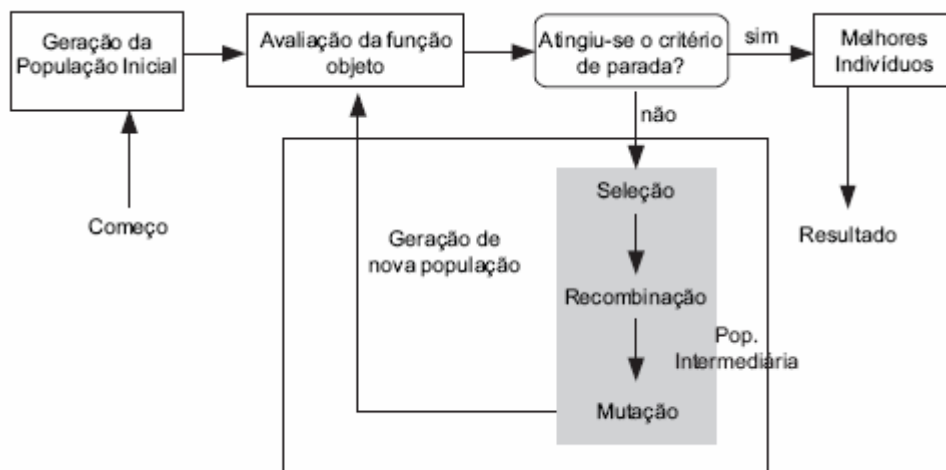 Geração da
População Inicial
Avaliação da função
objeto
Atingiu-se o critério
de parada?
sim
Melhores
Indivíduos
não
Começo
Geração de
nova população
Seleção
Recombinação
Pop.
Intermediária
Mutação
Resultado